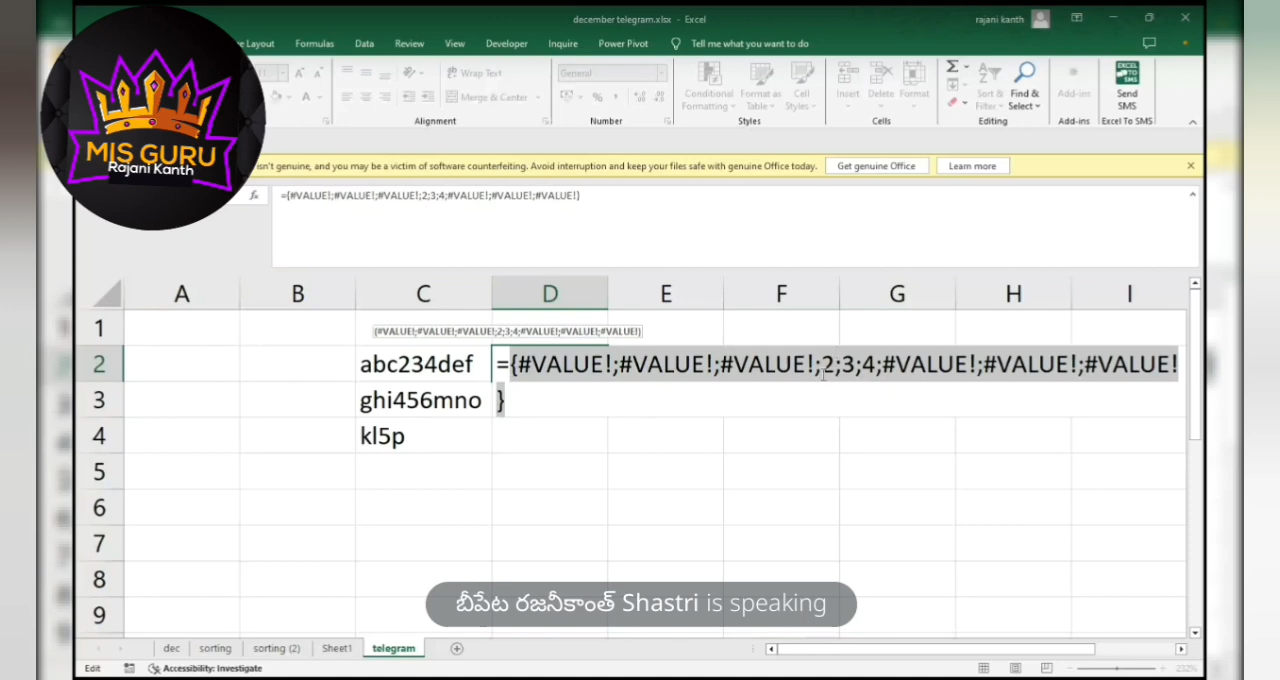 december telegram.xlsx - Excel
rajani kanth
e Layout Formulas Data Review View Developer Inquire Power Pivot Tell me what you want to do
MIS GURU
Rajani Kanth
Wrap Text
Merge & Center
General
Conditional Formatting
Format as Table
Cell Styles
Insert
Delete
Format
Sort & Filter
Find & Select
Add-ins
Send SMS
Alignment
Number
Styles
Cells
Editing
Add-ins
Excel To SMS
EXCEL TO SMS
isn't genuine, and you may be a victim of software counterfeiting. Avoid interruption and keep your files safe with genuine Office today. Get genuine Office Learn more
fx ={#VALUE!;#VALUE!;#VALUE!;2;3;4;#VALUE!;#VALUE!;#VALUE!}
A B C D E F G H I
1
{#VALUE!;#VALUE!;#VALUE!;2;3;4;#VALUE!;#VALUE!;#VALUE!}
2 abc234def ={#VALUE!;#VALUE!;#VALUE!;2;3;4;#VALUE!;#VALUE!;#VALUE!
3 ghi456mno }
4 kl5p
5
6
7
8
9
బీపేట రజనీకాంత్ Shastri is speaking
dec sorting sorting (2) Sheet1 telegram
Edit Accessibility: Investigate 232%